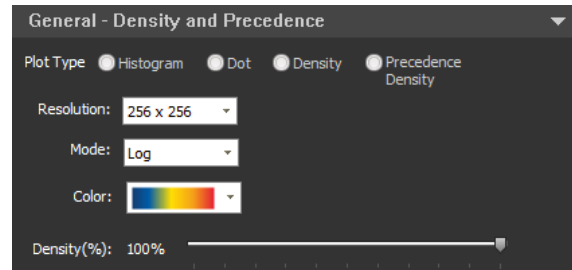 General - Density and Precedence
Plot Type Histogram Dot Density Precedence
Density
Resolution: 256 x 256
Mode: Log
Color:
Density(%): 100%